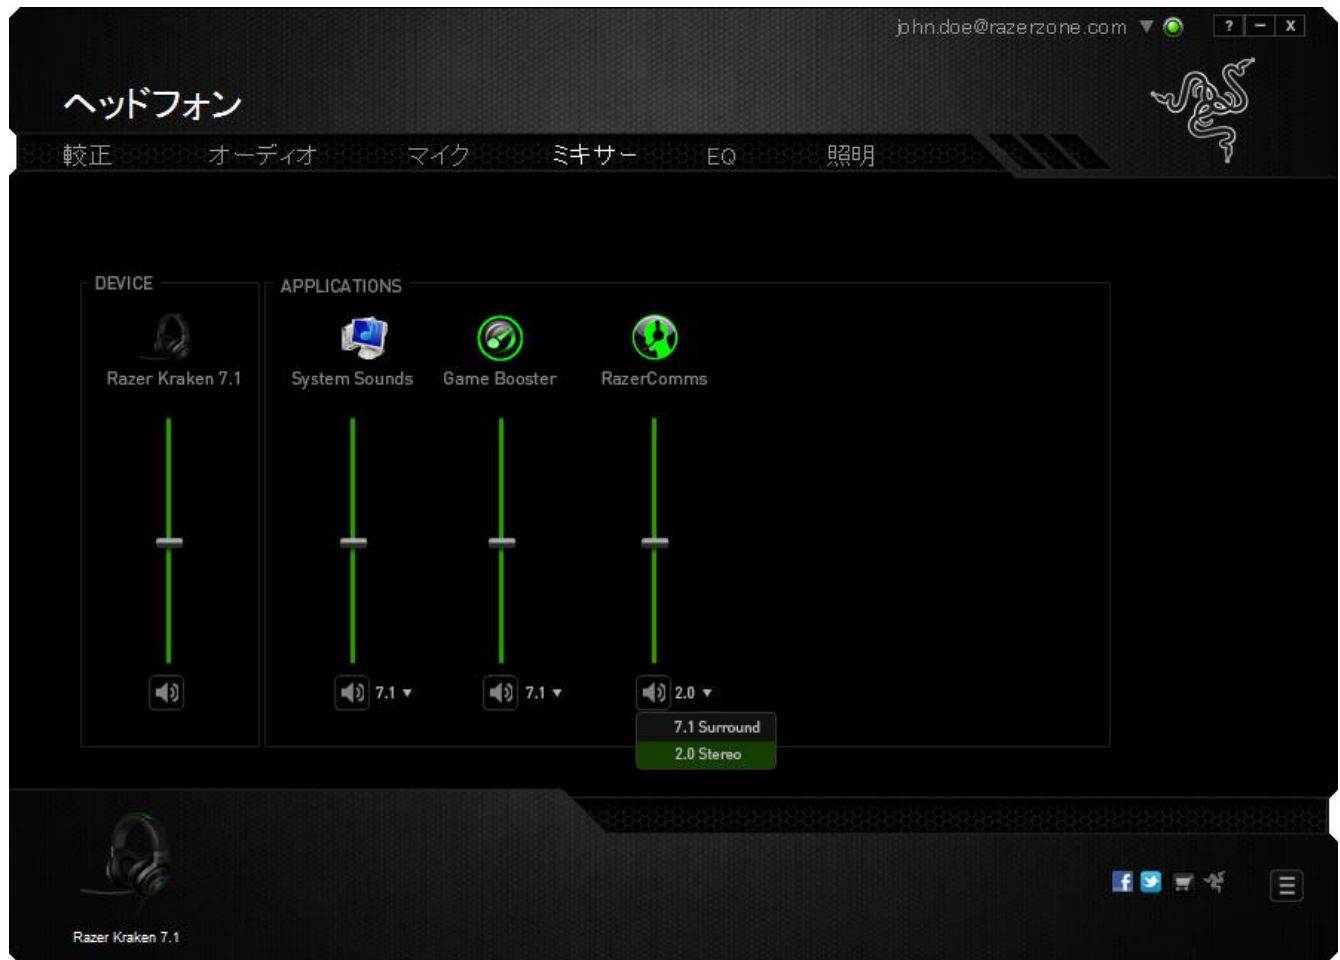 john.doe@razerzone.com ? – X
ヘッドフォン
較正 オーディオ マイク ミキサー EQ 照明
DEVICE APPLICATIONS
Razer Kraken 7.1 System Sounds Game Booster RazerComms
7.1 7.1 2.0
7.1 Surround
2.0 Stereo
Razer Kraken 7.1